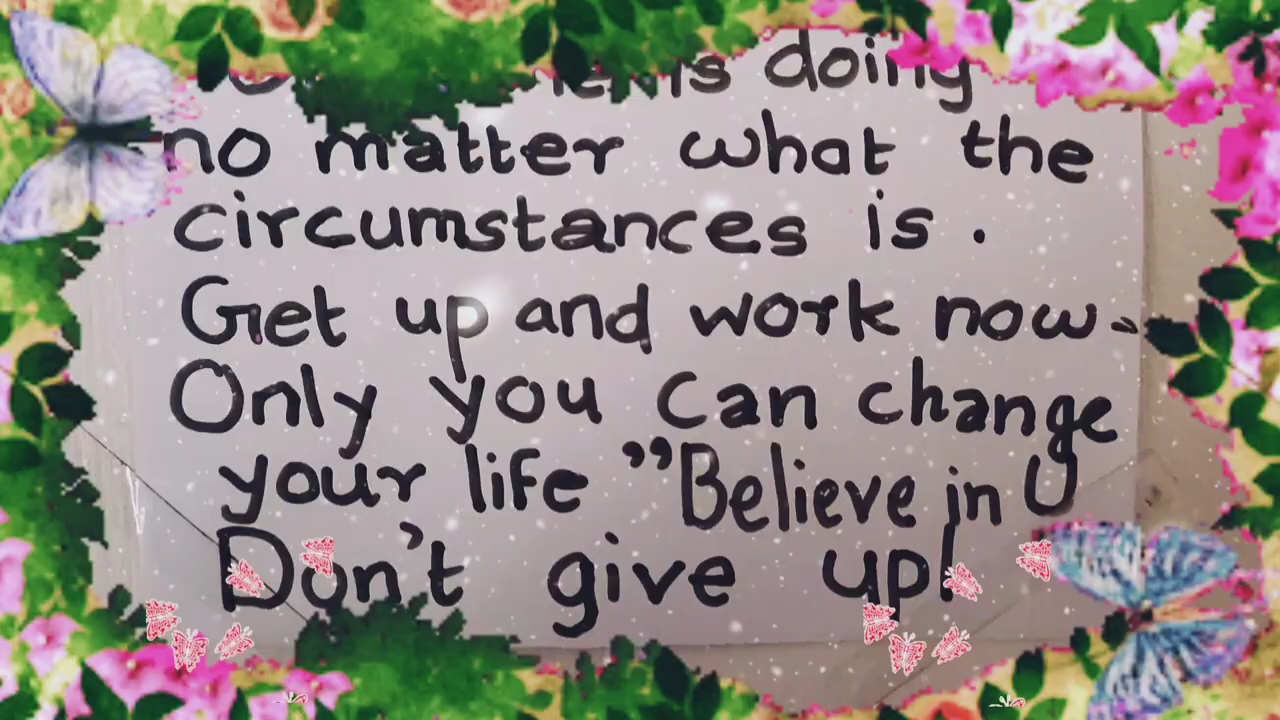 is doing
no matter what the
circumstances is.
Get up and work now.
Only you can change
your life ”Believe in U
Don't give up!